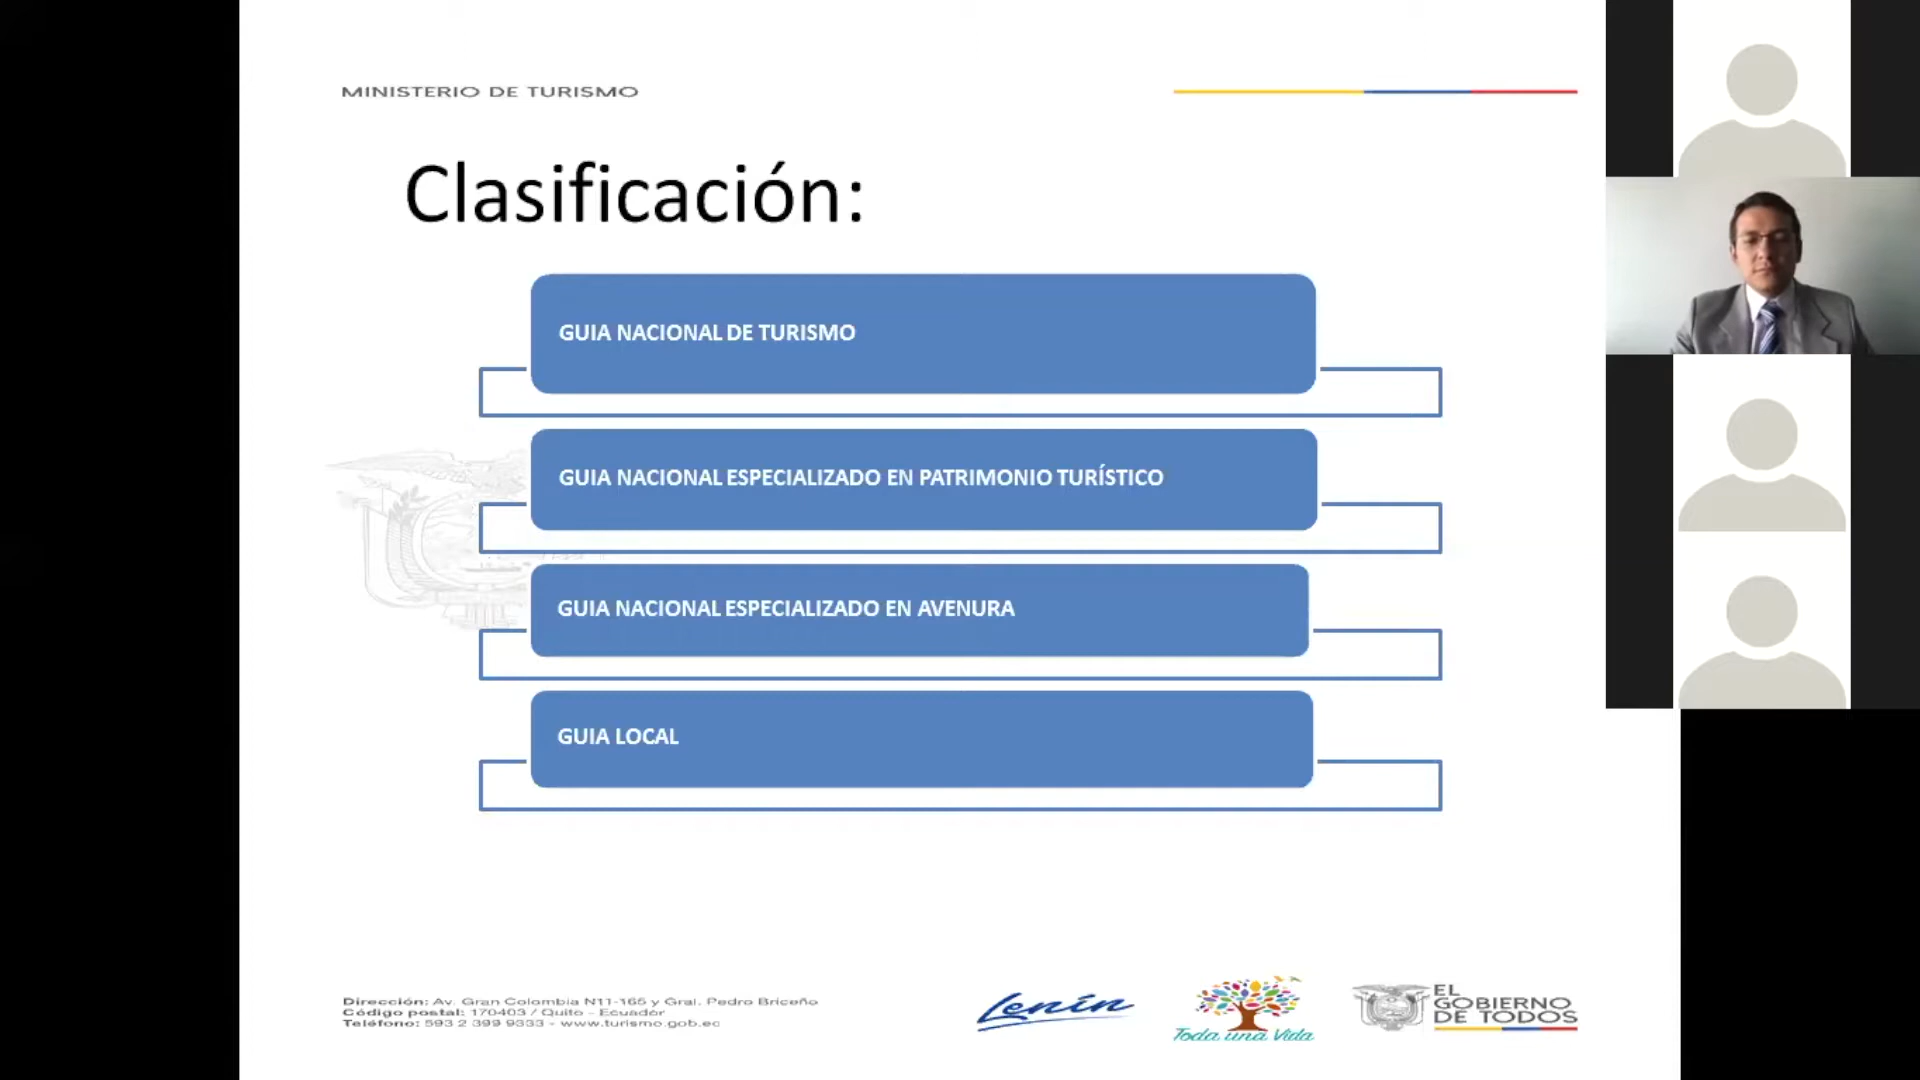 MINISTERIO DE TURISMO
Clasificación:
GUIA NACIONAL DE TURISMO
GUIA NACIONAL ESPECIALIZADO EN PATRIMONIO TURÍSTICO
GUIA NACIONAL ESPECIALIZADO EN AVENURA
GUIA LOCAL
Dirección: Av. Gran Colombia N11-165 y Gral. Pedro Briceño
Código postal: 170403 / Quito - Ecuador
Teléfono: 593 2 399 9333 - www.turismo.gob.ec
Lenín
Toda una Vida
EL
GOBIERNO
DE TODOS